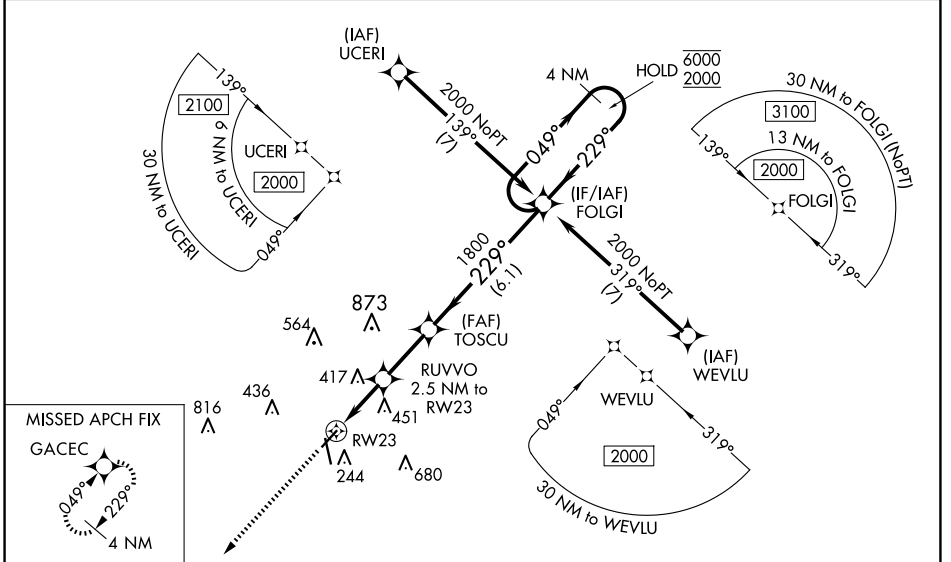 (IAF)
UCERI
2000 NoPT
139°
(7)
4 NM
HOLD 6000
2000
049°
229°
(IF/IAF)
FOLGI
139°
2100
6 NM to UCERI
30 NM to UCERI
UCERI
2000
049°
30 NM to FOLGI (NoPT)
3100
13 NM to FOLGI
2000
139°
FOLGI
319°
1800
229°
(6.1)
2000 NoPT
319°
(7)
(IAF)
WEVLU
873
564
(FAF)
TOSCU
417
RUVVO
2.5 NM to
RW23
436
816
451
RW23
244
680
WEVLU
049°
319°
2000
30 NM to WEVLU
MISSED APCH FIX
GACEC
049°
229°
4 NM